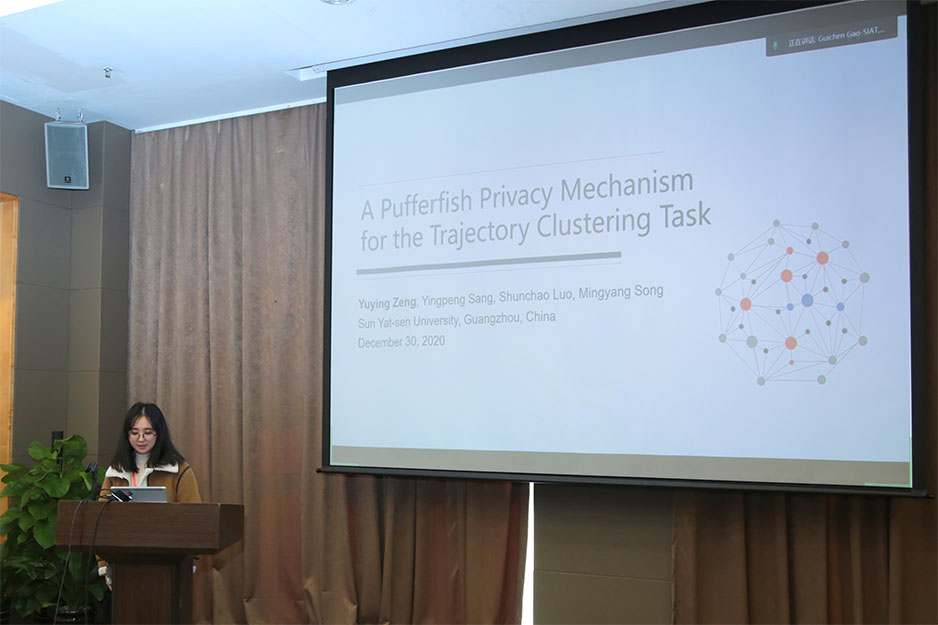 正在讲话: Guichen Gao-SIAT,...
A Pufferfish Privacy Mechanism
for the Trajectory Clustering Task
Yuying Zeng, Yingpeng Sang, Shunchao Luo, Mingyang Song
Sun Yat-sen University, Guangzhou, China
December 30, 2020